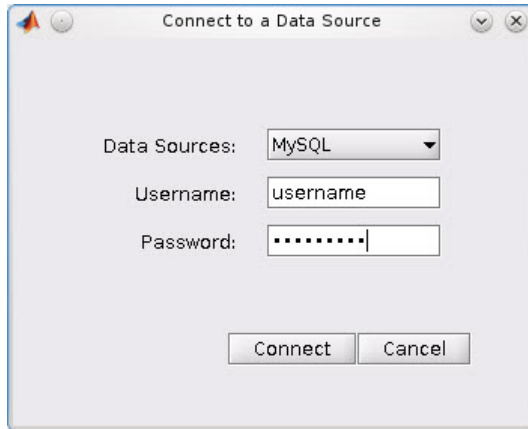 Connect to a Data Source
Data Sources: MySQL
Username: username
Password: •••••••••
Connect Cancel